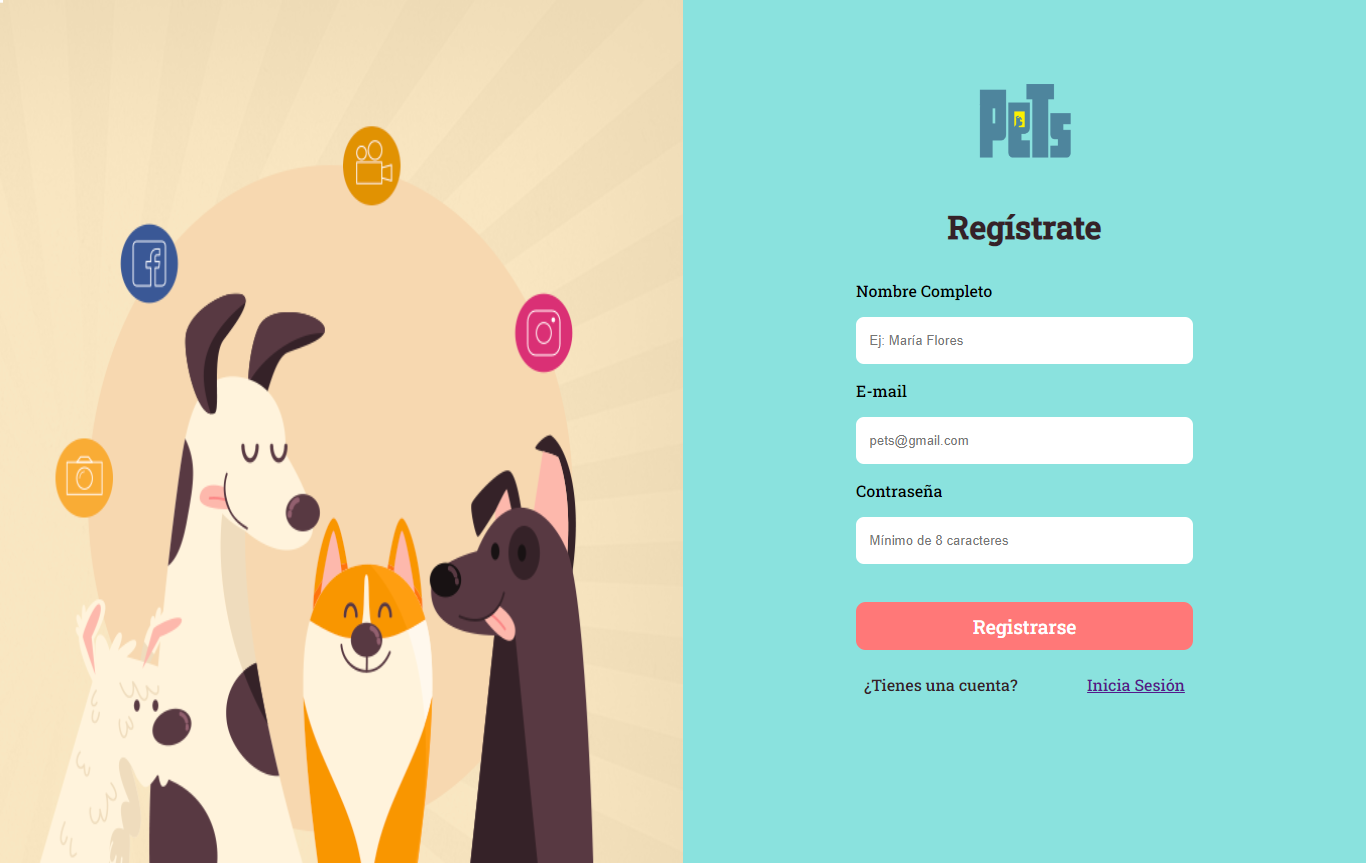 PeTs
Regístrate
Nombre Completo
Ej: María Flores
E-mail
pets@gmail.com
Contraseña
Mínimo de 8 caracteres
Registrarse
¿Tienes una cuenta? Inicia Sesión